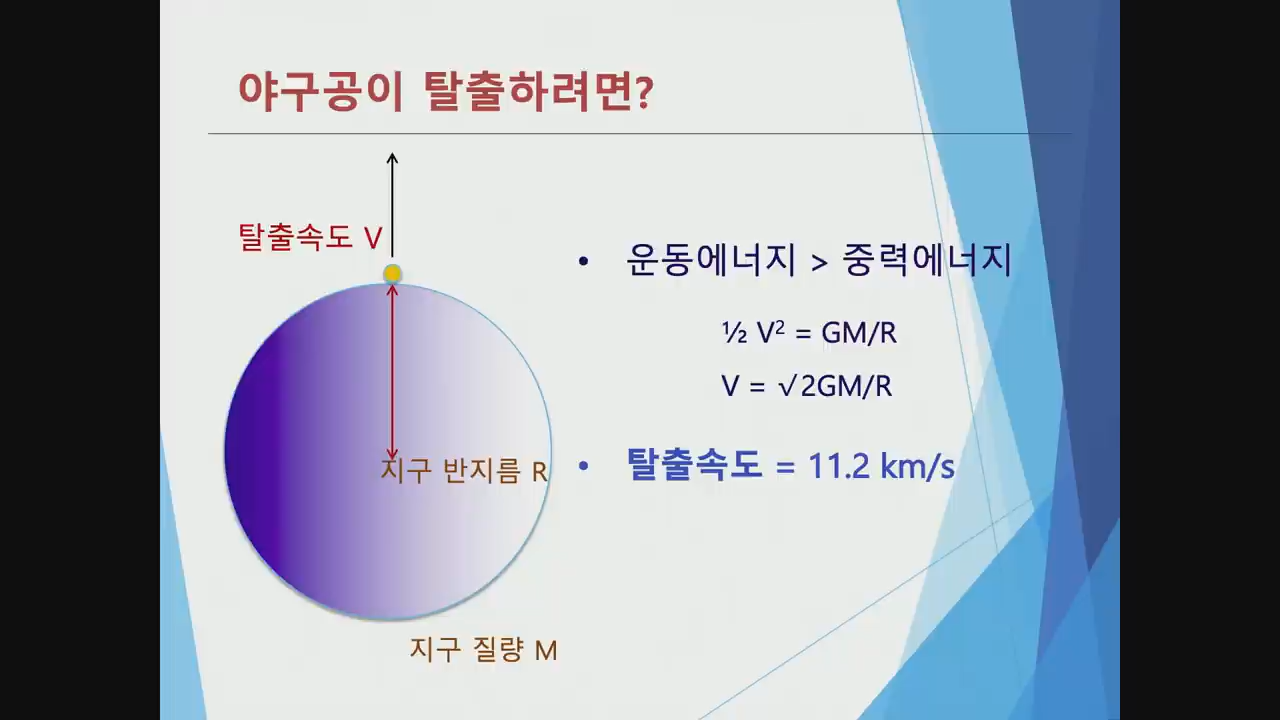 야구공이 탈출하려면?
탈출속도 V
지구 반지름 R
지구 질량 M
• 운동에너지 > 중력에너지
½ V² = GM/R
V = √2GM/R
• 탈출속도 = 11.2 km/s